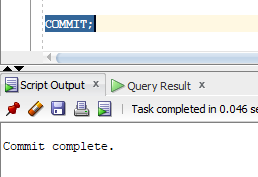 COMMIT;
Script Output x Query Result x
Task completed in 0.046 se
Commit complete.